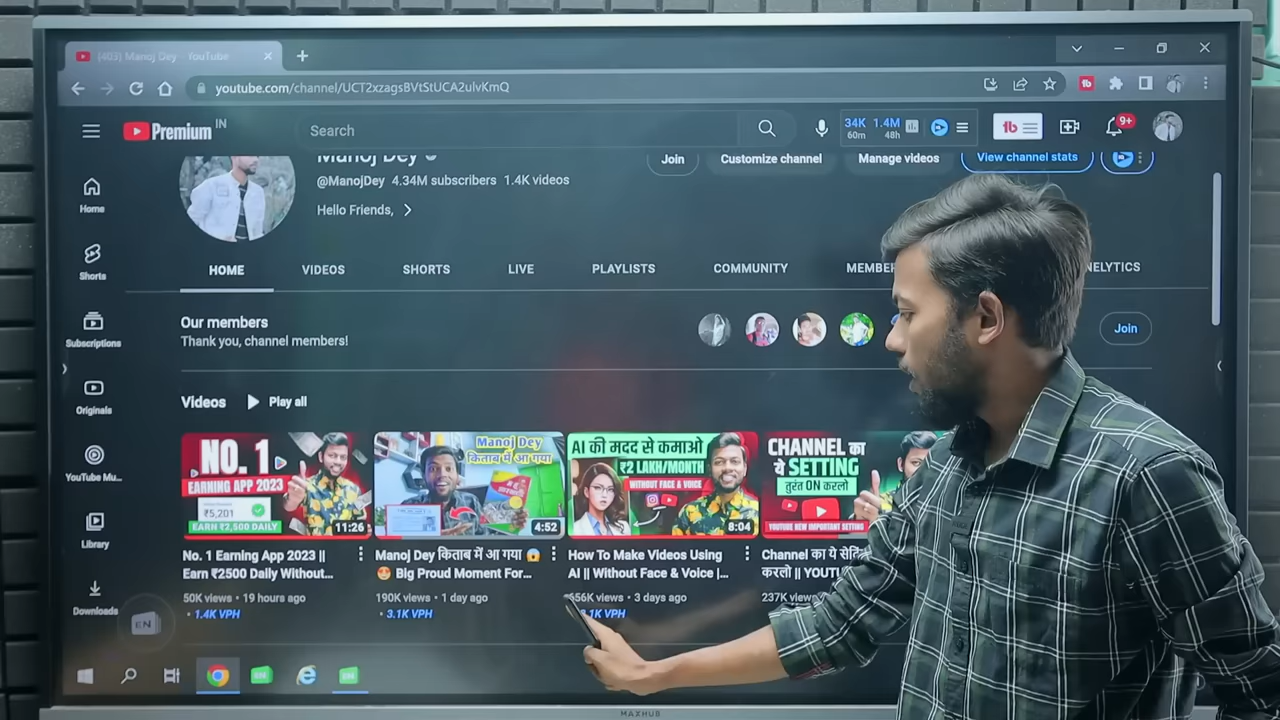 (403) Manoj Dey - YouTube
youtube.com/channel/UCT2xzagsBVtStUCA2ulvKmQ
Premium IN
Search
34K 1.4M
60m 48h
9+
Manoj Dey
Join
Customize channel
Manage videos
View channel stats
@ManojDey 4.34M subscribers 1.4K videos
Hello Friends,
Home
Shorts
Subscriptions
Originals
YouTube Mu...
Library
Downloads
HOME
VIDEOS
SHORTS
LIVE
PLAYLISTS
COMMUNITY
Our members
Thank you, channel members!
Join
Videos
Play all
NO. 1
EARNING APP 2023
₹5,201
EARN ₹2,500 DAILY
11:26
Manoj Dey
किताब में आ गया
4:52
AI की मदद से कमाओ
₹2 LAKH/MONTH
WITHOUT FACE & VOICE
8:04
CHANNEL का
ये SETTING
तुरंत ON करलो
YOUTUBE NEW IMPORTANT SETTING
No. 1 Earning App 2023 ||
Earn ₹2500 Daily Without...
50K views • 19 hours ago
• 1.4K VPH
Manoj Dey किताब में आ गया 😱
😍 Big Proud Moment For...
190K views • 1 day ago
• 3.1K VPH
How To Make Videos Using
AI || Without Face & Voice |...
656K views • 3 days ago
Channel का ये
करलो ||
237K
EN
MAXHUB